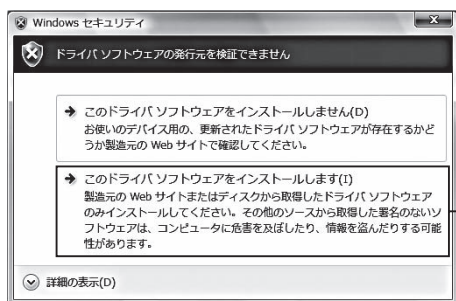 Windows セキュリティ
ドライバ ソフトウェアの発行元を検証できません
このドライバ ソフトウェアをインストールしません(D)
お使いのデバイス用の、更新されたドライバ ソフトウェアが存在するかど
うか製造元の Web サイトで確認してください。
このドライバ ソフトウェアをインストールします(I)
製造元の Web サイトまたはディスクから取得したドライバ ソフトウェア
のみインストールしてください。その他のソースから取得した署名のないソ
フトウェアは、コンピュータに危害を及ぼしたり、情報を盗んだりする可能
性があります。
詳細の表示(D)